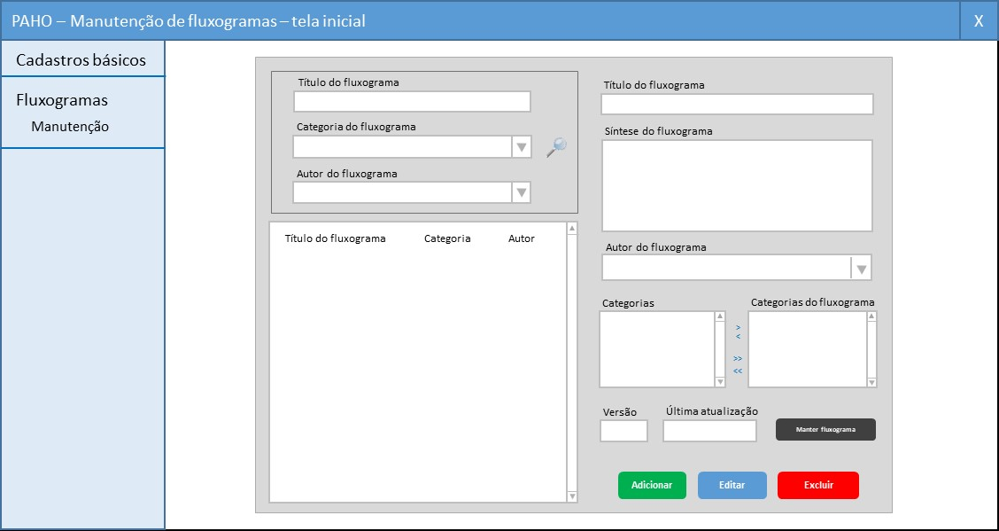 PAHO – Manutenção de fluxogramas – tela inicial
X
Cadastros básicos
Fluxogramas
Manutenção
Título do fluxograma
Categoria do fluxograma
Autor do fluxograma
Título do fluxograma Categoria Autor
Título do fluxograma
Síntese do fluxograma
Autor do fluxograma
Categorias
Categorias do fluxograma
>
<
>>
<<
Versão
Última atualização
Manter fluxograma
Adicionar
Editar
Excluir